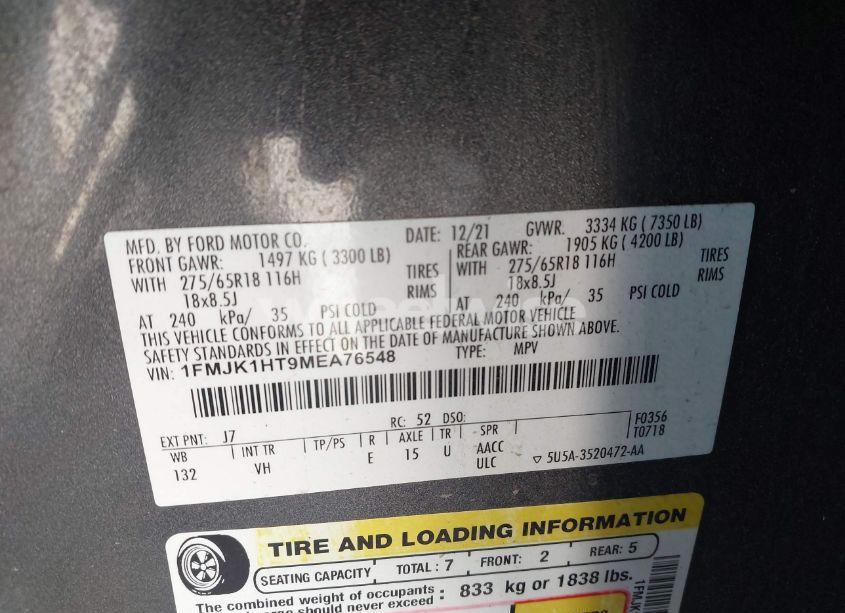 MFD. BY FORD MOTOR CO. DATE: 12/21 GVWR. 3334 KG ( 7350 LB)
FRONT GAWR: 1497 KG ( 3300 LB) REAR GAWR: 1905 KG ( 4200LB)
WITH 275/65R18 116H TIRES WITH 275/65R18 116H TIRES
18x8.5J RIMS 18x8.5J RIMS
AT 240 kPa/ 35 PSI COLD AT 240 kPa/ 35 PSI COLD
THIS VEHICLE CONFORMS TO ALL APPLICABLE FEDERAL MOTOR VEHICLE
SAFETY STANDARDS IN EFFECT ON THE DATE OF MANUFACTURE SHOWN ABOVE.
VIN: 1FMJK1HT9MEA76548 TYPE: MPV
F0356
T0718
EXT PNT: J7 RC: 52 DSO:
WB INT TR TP/PS R AXLE TR SPR
132 VH E 15 U AACC
ULC ▽ 5U5A-3520472-AA
TIRE AND LOADING INFORMATION
SEATING CAPACITY TOTAL: 7 FRONT: 2 REAR: 5
The combined weight of occupants
should never exceed : 833 kg or 1838 lbs.
1FMJK